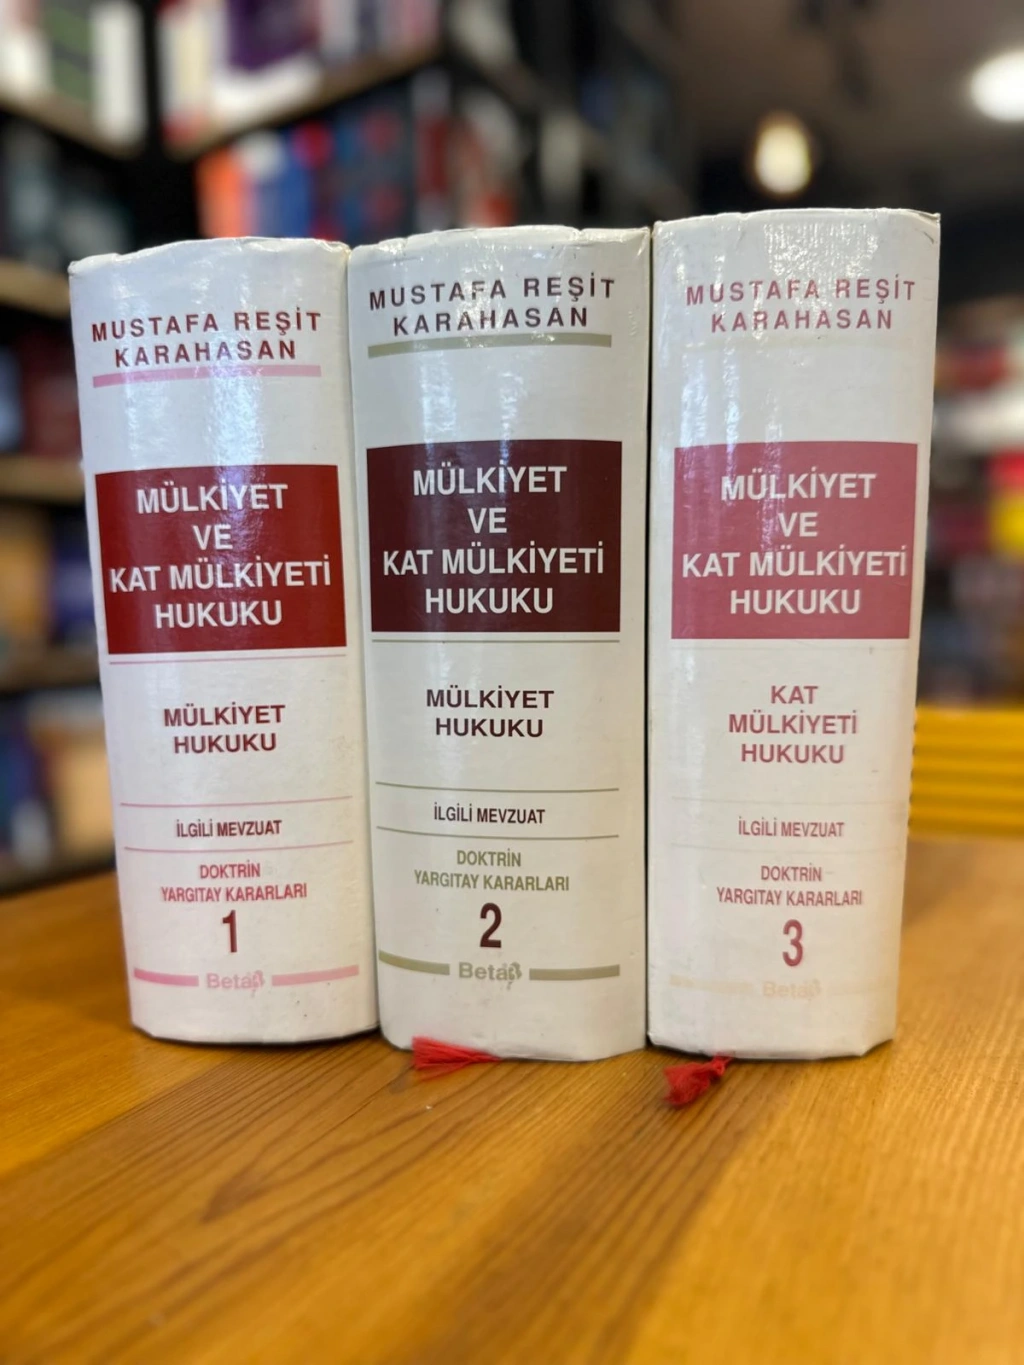 MUSTAFA REŞİT
KARAHASAN
MÜLKİYET
VE
KAT MÜLKİYETİ
HUKUKU
MÜLKİYET
HUKUKU
İLGİLİ MEVZUAT
DOKTRİN
YARGITAY KARARLARI
1
Beta
MUSTAFA REŞİT
KARAHASAN
MÜLKİYET
VE
KAT MÜLKİYETİ
HUKUKU
MÜLKİYET
HUKUKU
İLGİLİ MEVZUAT
DOKTRİN
YARGITAY KARARLARI
2
Beta
MUSTAFA REŞİT
KARAHASAN
MÜLKİYET
VE
KAT MÜLKİYETİ
HUKUKU
KAT
MÜLKİYETİ
HUKUKU
İLGİLİ MEVZUAT
DOKTRİN
YARGITAY KARARLARI
3
Beta